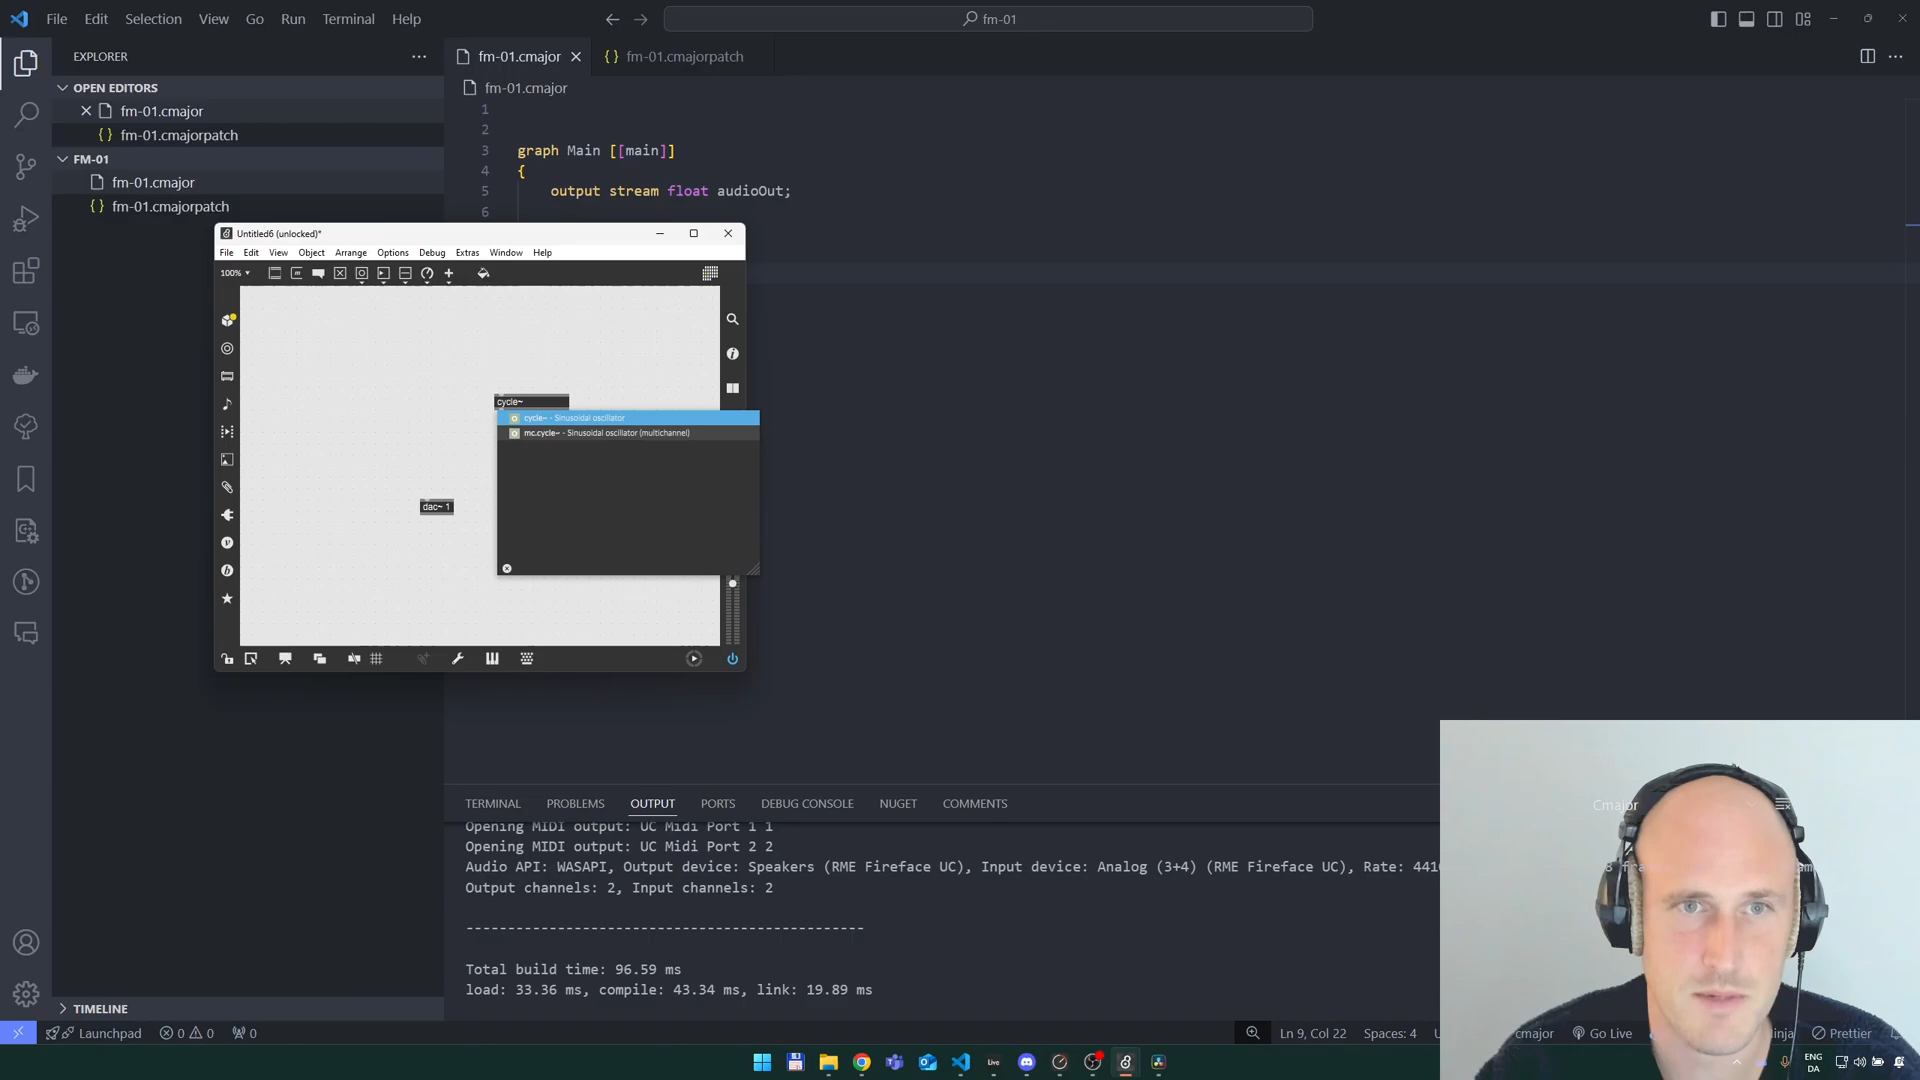 File Edit Selection View Go Run Terminal Help
fm-01
EXPLORER
OPEN EDITORS
fm-01.cmajor
fm-01.cmajorpatch
FM-01
fm-01.cmajor
fm-01.cmajorpatch
TIMELINE
fm-01.cmajor
fm-01.cmajorpatch
fm-01.cmajor
1
2
3 graph Main [[main]]
4 {
5 output stream float audioOut;
6
Untitled6 (unlocked)*
File Edit View Object Arrange Options Debug Extras Window Help
100%
cycle~
cycle~ - Sinusoidal oscillator
mc.cycle~ - Sinusoidal oscillator (multichannel)
dac~ 1
TERMINAL PROBLEMS OUTPUT PORTS DEBUG CONSOLE NUGET COMMENTS
Cmajor
Opening MIDI output: UC Midi Port 1 1
Opening MIDI output: UC Midi Port 2 2
Audio API: WASAPI, Output device: Speakers (RME Fireface UC), Input device: Analog (3+4) (RME Fireface UC), Rate: 441
Output channels: 2, Input channels: 2
----------------------------------------------
Total build time: 96.59 ms
load: 33.36 ms, compile: 43.34 ms, link: 19.89 ms
Launchpad 0 0 0
Ln 9, Col 22 Spaces: 4 cmajor Go Live Prettier
Live
ENG
DA